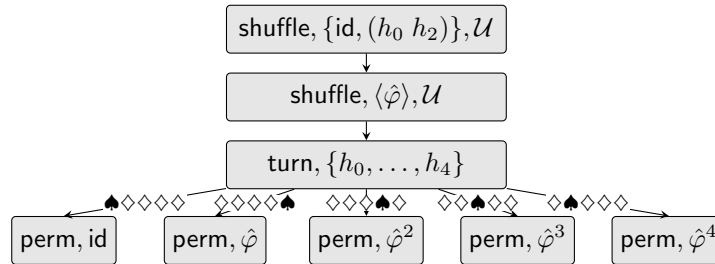 shuffle, {id, (h₀ h₂)}, 𝒰
shuffle, ⟨φ̂⟩, 𝒰
turn, {h₀, …, h₄}
♠♢♢♢♢ ♢♢♢♢♠ ♢♢♢♠♢ ♢♢♠♢♢ ♢♠♢♢♢
perm, id perm, φ̂ perm, φ̂² perm, φ̂³ perm, φ̂⁴